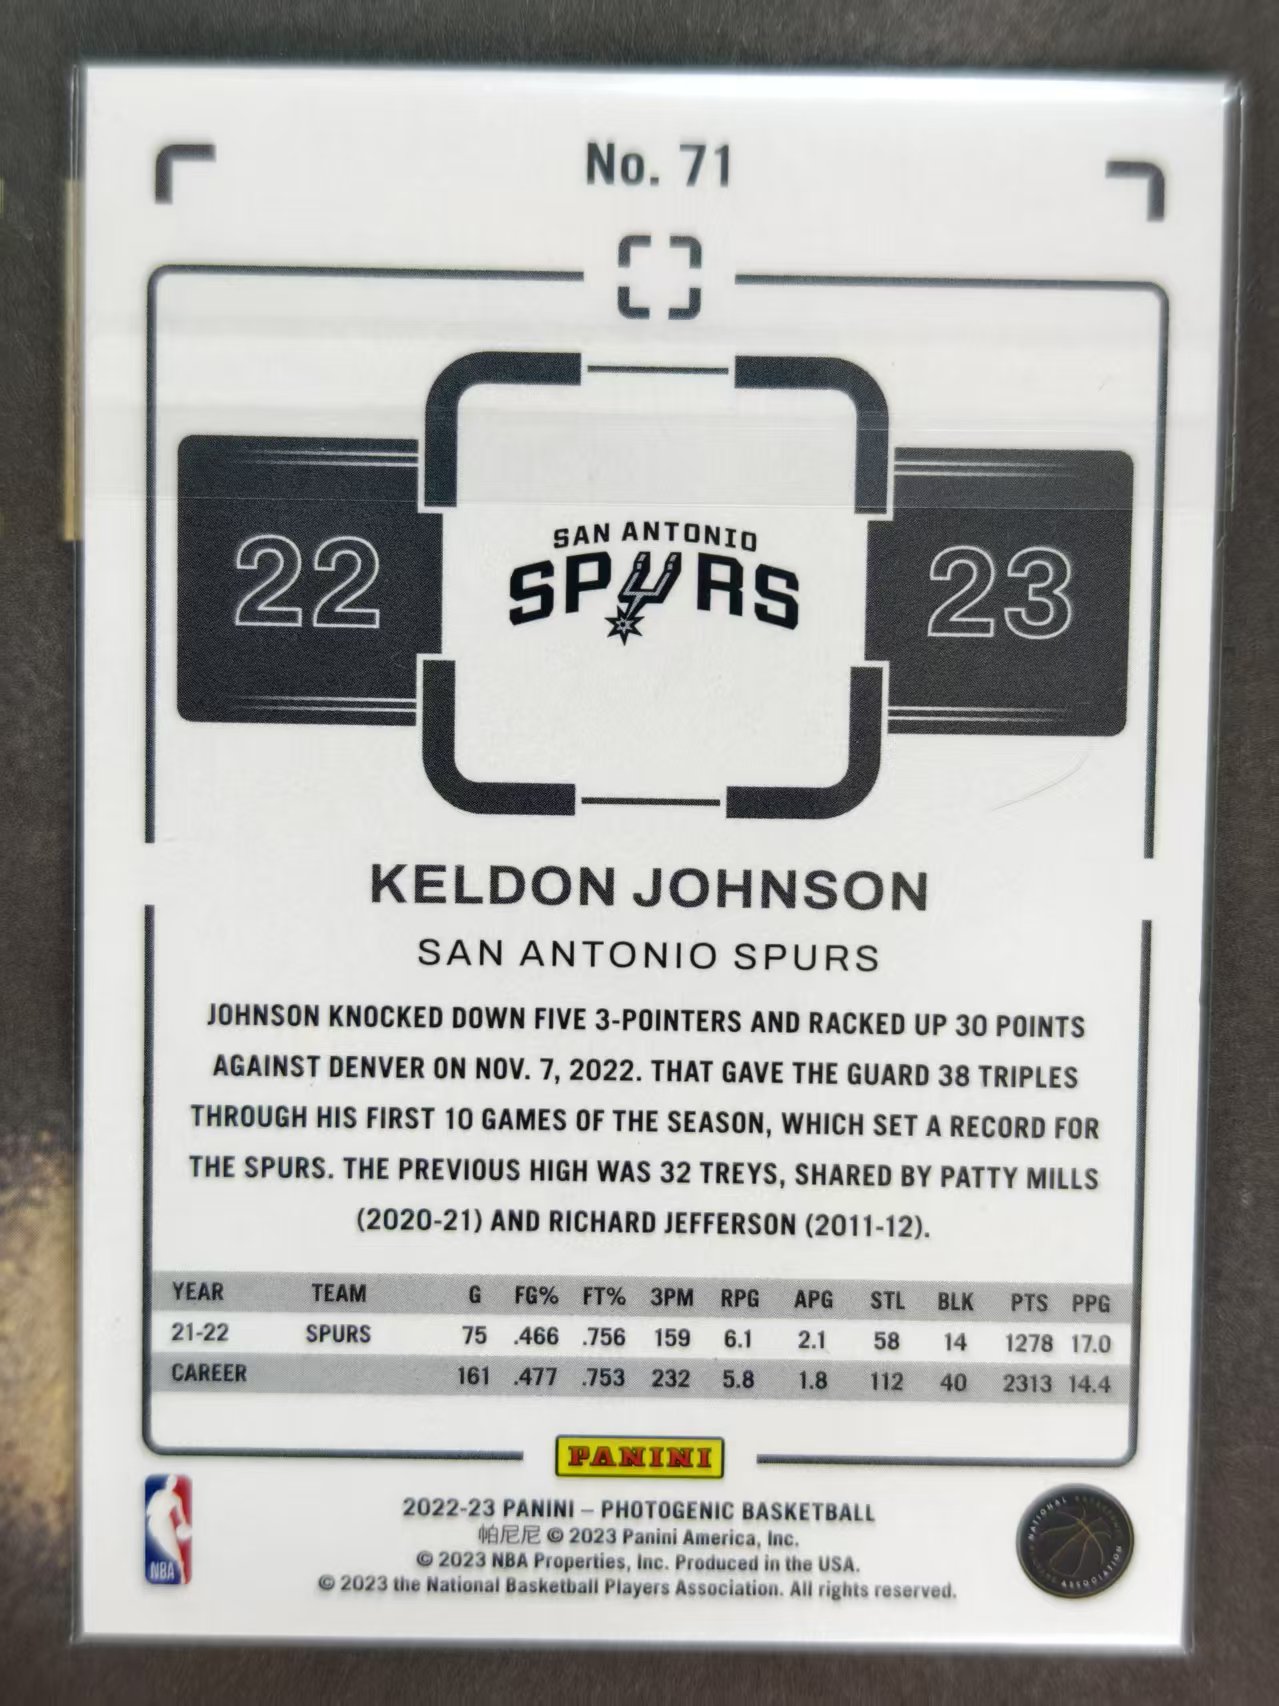 No. 71
SAN ANTONIO
SPURS
22
23
KELDON JOHNSON
SAN ANTONIO SPURS
JOHNSON KNOCKED DOWN FIVE 3-POINTERS AND RACKED UP 30 POINTS
AGAINST DENVER ON NOV. 7, 2022. THAT GAVE THE GUARD 38 TRIPLES
THROUGH HIS FIRST 10 GAMES OF THE SEASON, WHICH SET A RECORD FOR
THE SPURS. THE PREVIOUS HIGH WAS 32 TREYS, SHARED BY PATTY MILLS
(2020-21) AND RICHARD JEFFERSON (2011-12).
YEAR TEAM G FG% FT% 3PM RPG APG STL BLK PTS PPG
21-22 SPURS 75 .466 .756 159 6.1 2.1 58 14 1278 17.0
CAREER 161 .477 .753 232 5.8 1.8 112 40 2313 14.4
PANINI
2022-23 PANINI – PHOTOGENIC BASKETBALL
帕尼尼 © 2023 Panini America, Inc.
© 2023 NBA Properties, Inc. Produced in the USA.
© 2023 the National Basketball Players Association. All rights reserved.
NBA
NATIONAL BASKETBALL
PLAYERS ASSOCIATION